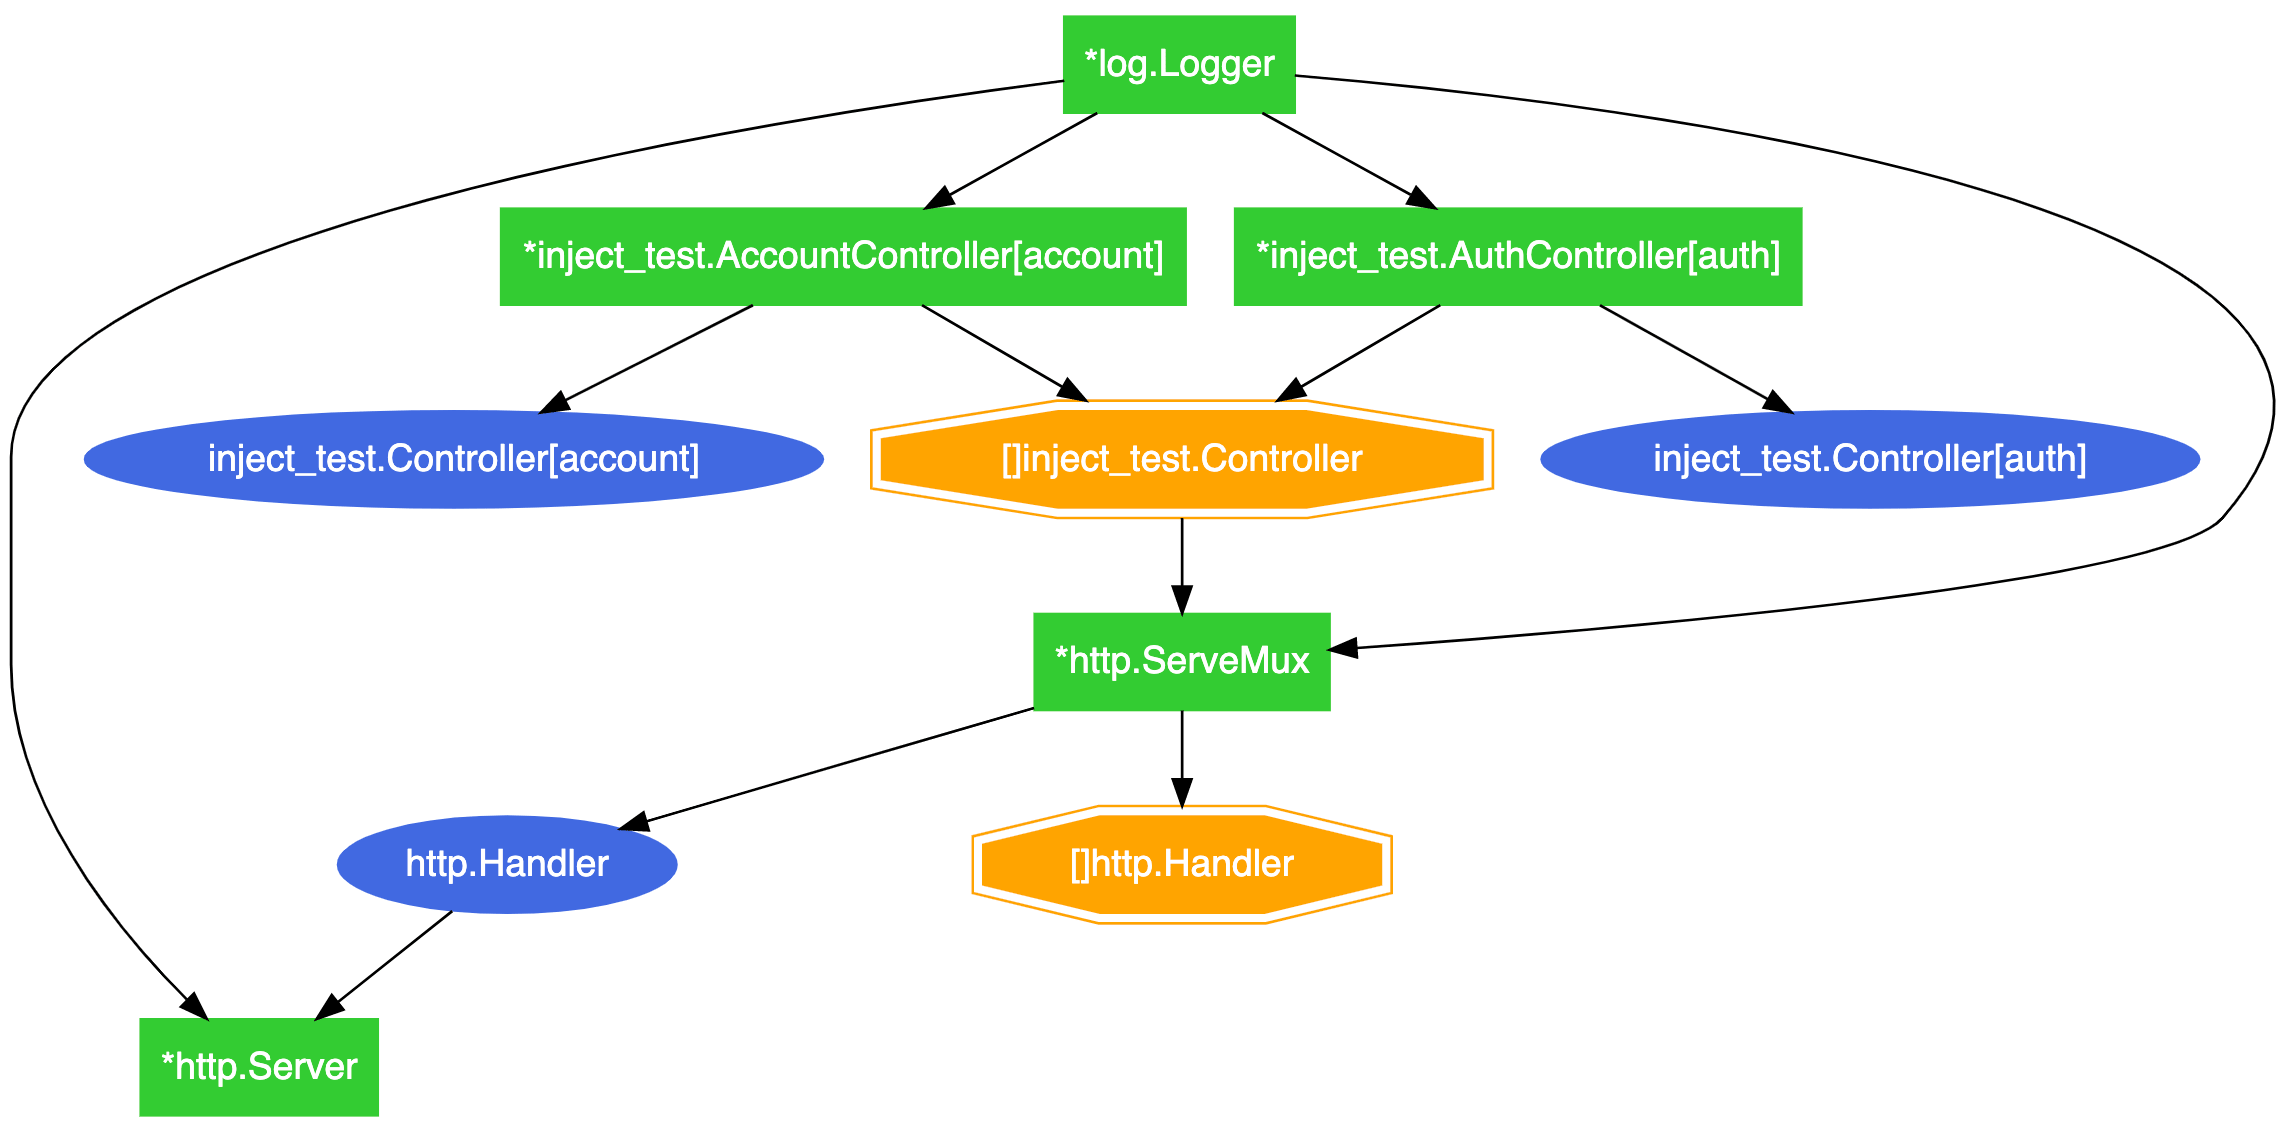 *log.Logger
*inject_test.AccountController[account]
*inject_test.AuthController[auth]
inject_test.Controller[account]
[]inject_test.Controller
inject_test.Controller[auth]
*http.ServeMux
http.Handler
[]http.Handler
*http.Server